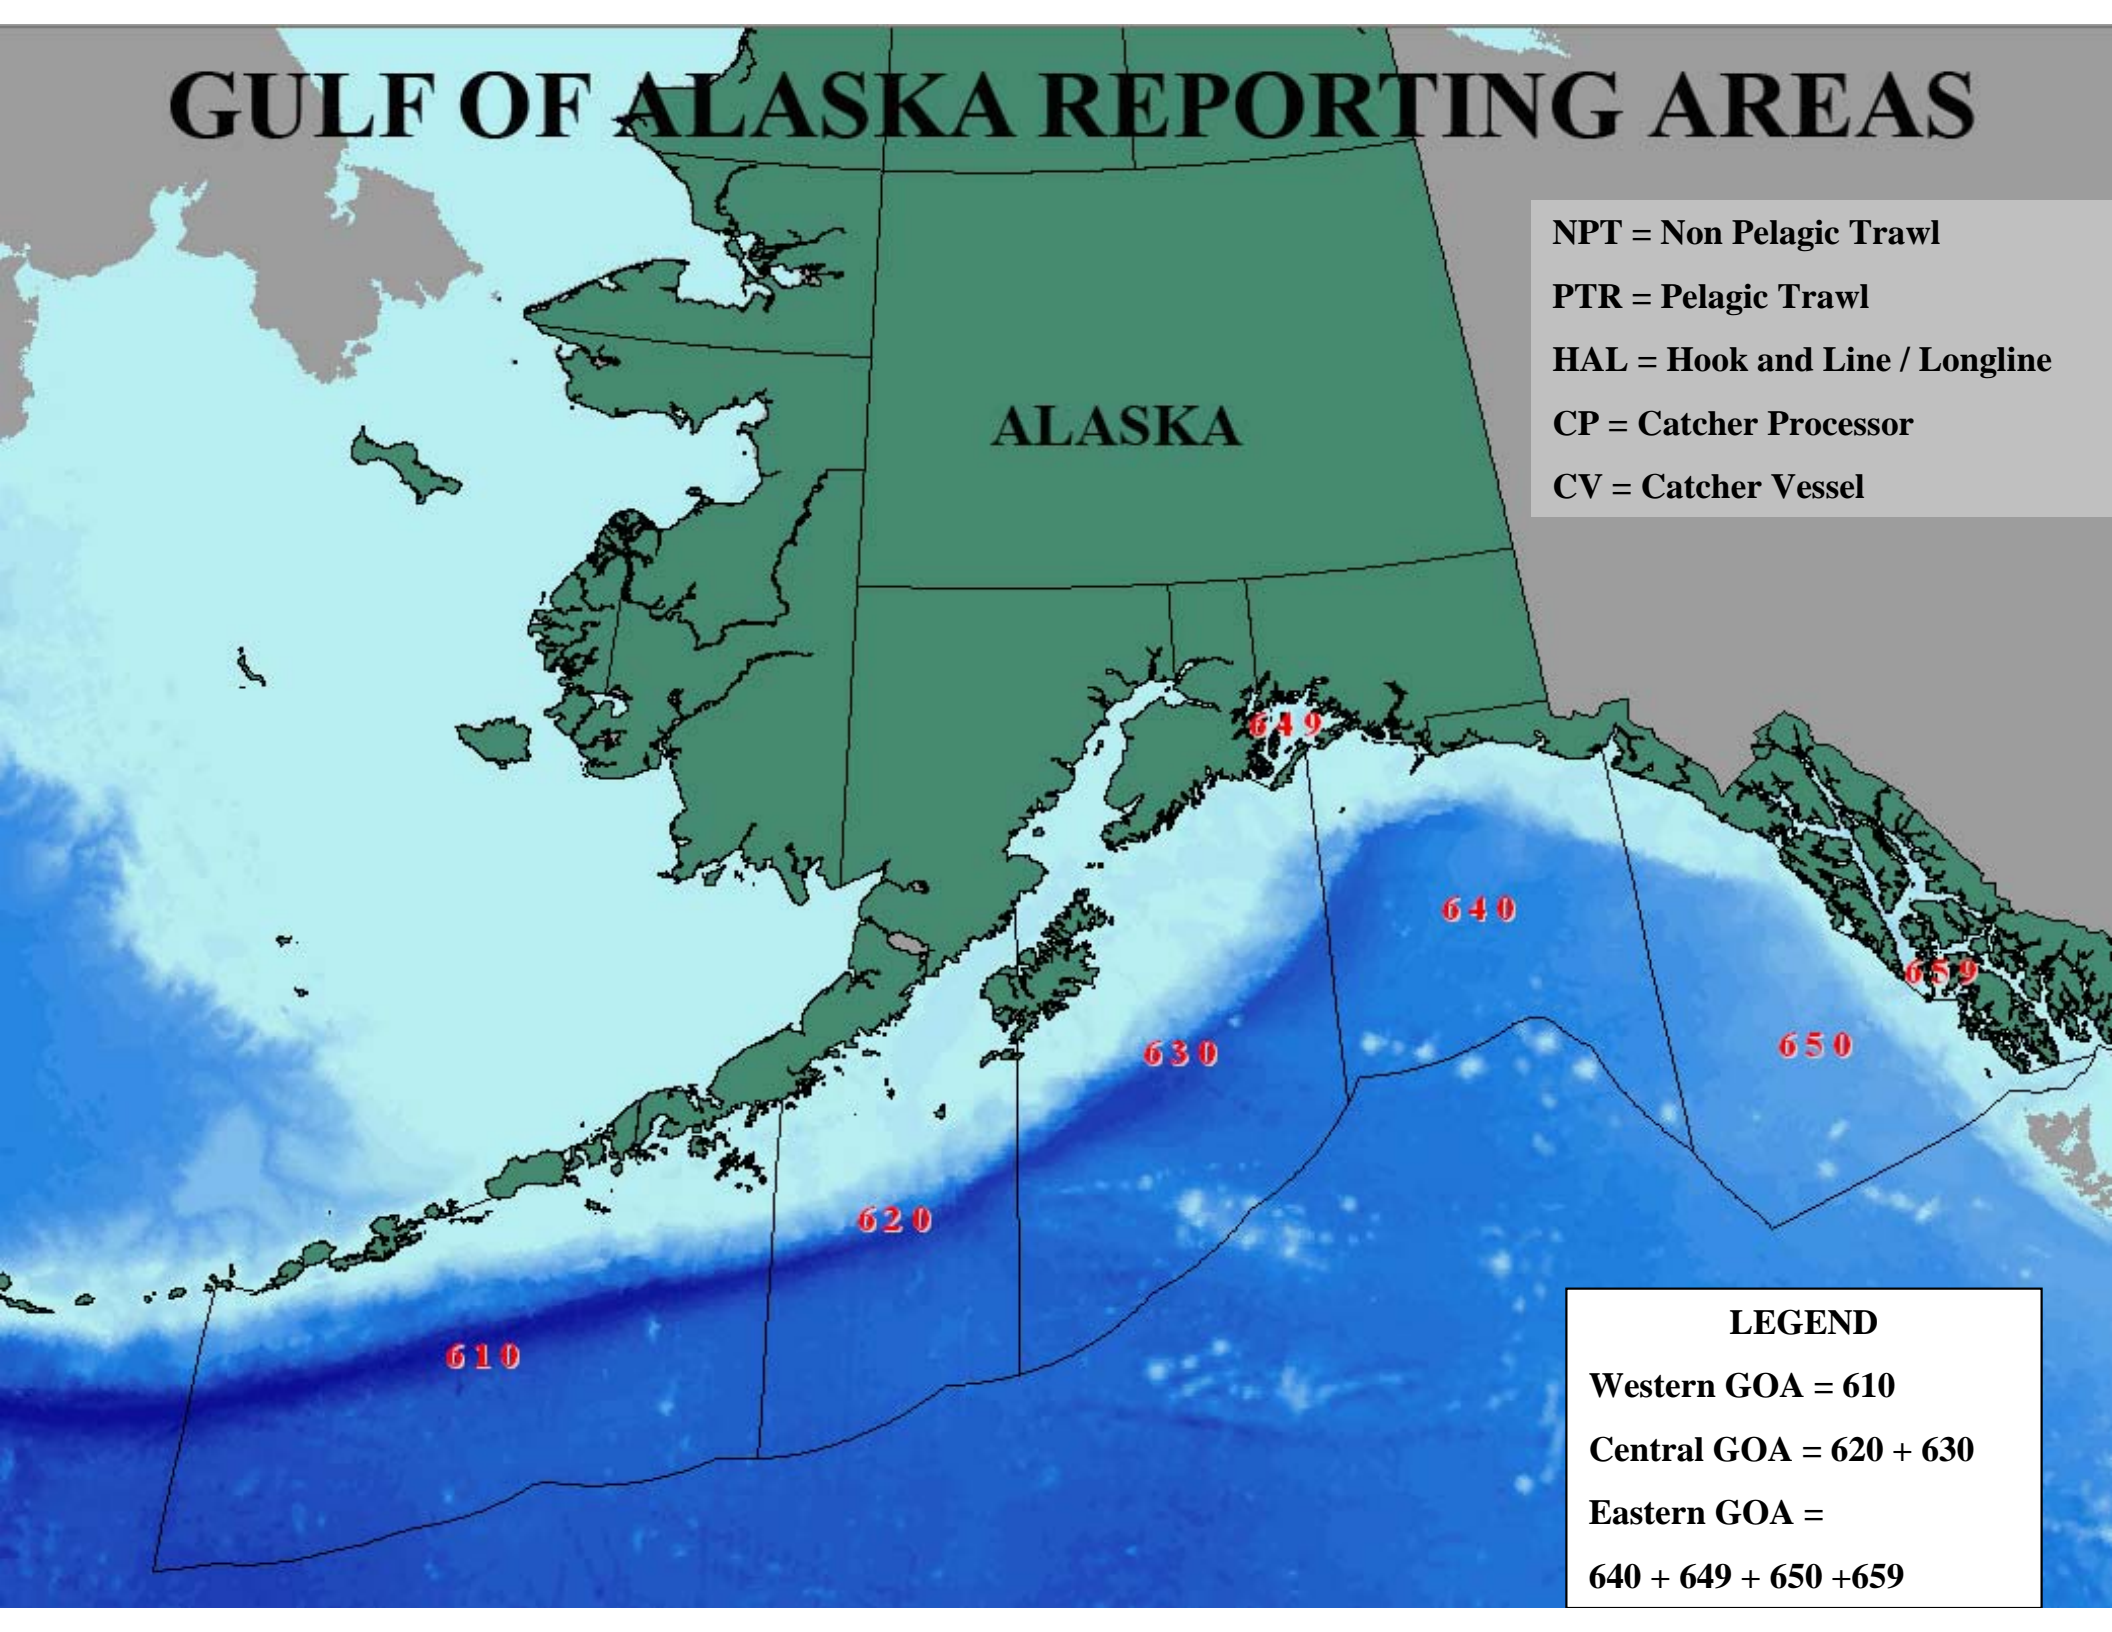 GULF OF ALASKA REPORTING AREAS
NPT = Non Pelagic Trawl
PTR = Pelagic Trawl
HAL = Hook and Line / Longline
CP = Catcher Processor
CV = Catcher Vessel
ALASKA
649
640
659
650
630
620
610
LEGEND
Western GOA = 610
Central GOA = 620 + 630
Eastern GOA =
640 + 649 + 650 +659